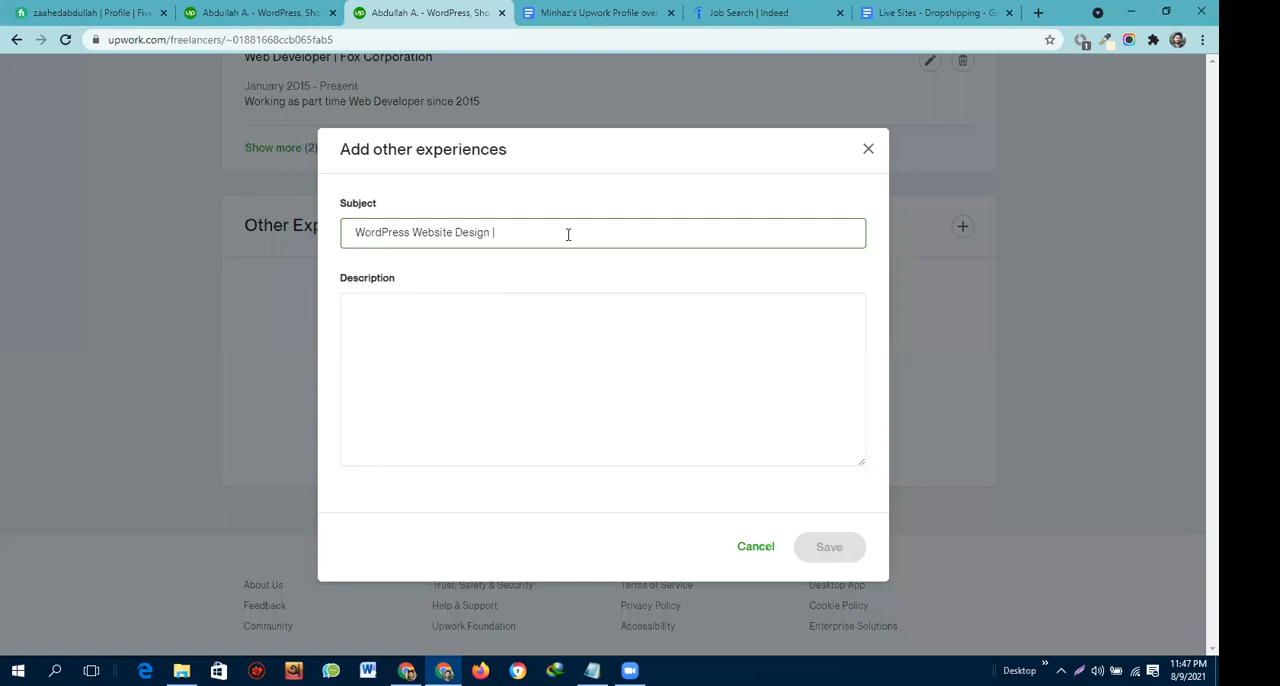 zaahedabdullah | Profile | Five
Abdullah A. - WordPress, Sho
Abdullah A. - WordPress, Sho
Minhaz's Upwork Profile over
Job Search | Indeed
Live Sites - Dropshipping - Go
upwork.com/freelancers/~01881668ccb065fab5
Web Developer | Fox Corporation
January 2015 - Present
Working as part time Web Developer since 2015
Show more (2)
Other Exp
Add other experiences
Subject
WordPress Website Design |
Description
Cancel
Save
About Us
Trust, Safety & Security
Terms of Service
Desktop App
Feedback
Help & Support
Privacy Policy
Cookie Policy
Community
Upwork Foundation
Accessibility
Enterprise Solutions
Desktop
11:47 PM
8/9/2021